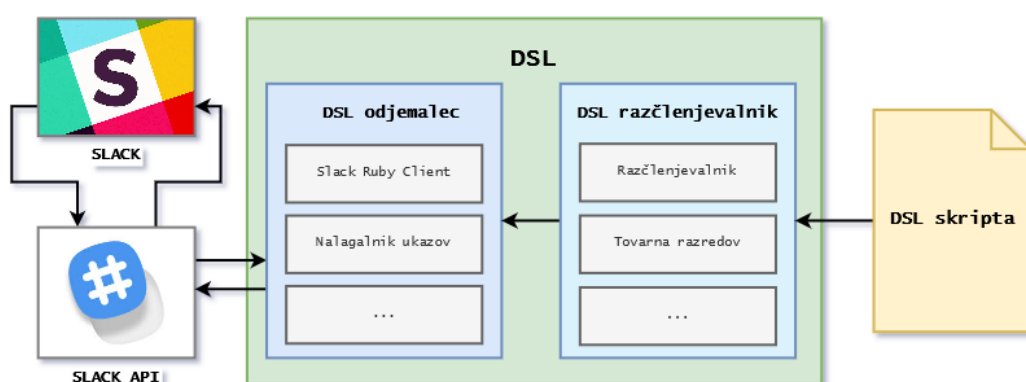 DSL
S
SLACK
DSL odjemalec
Slack Ruby Client
Nalagalnik ukazov
...
DSL razčlenjevalnik
Razčlenjevalnik
Tovarna razredov
...
DSL skripta
#
SLACK API